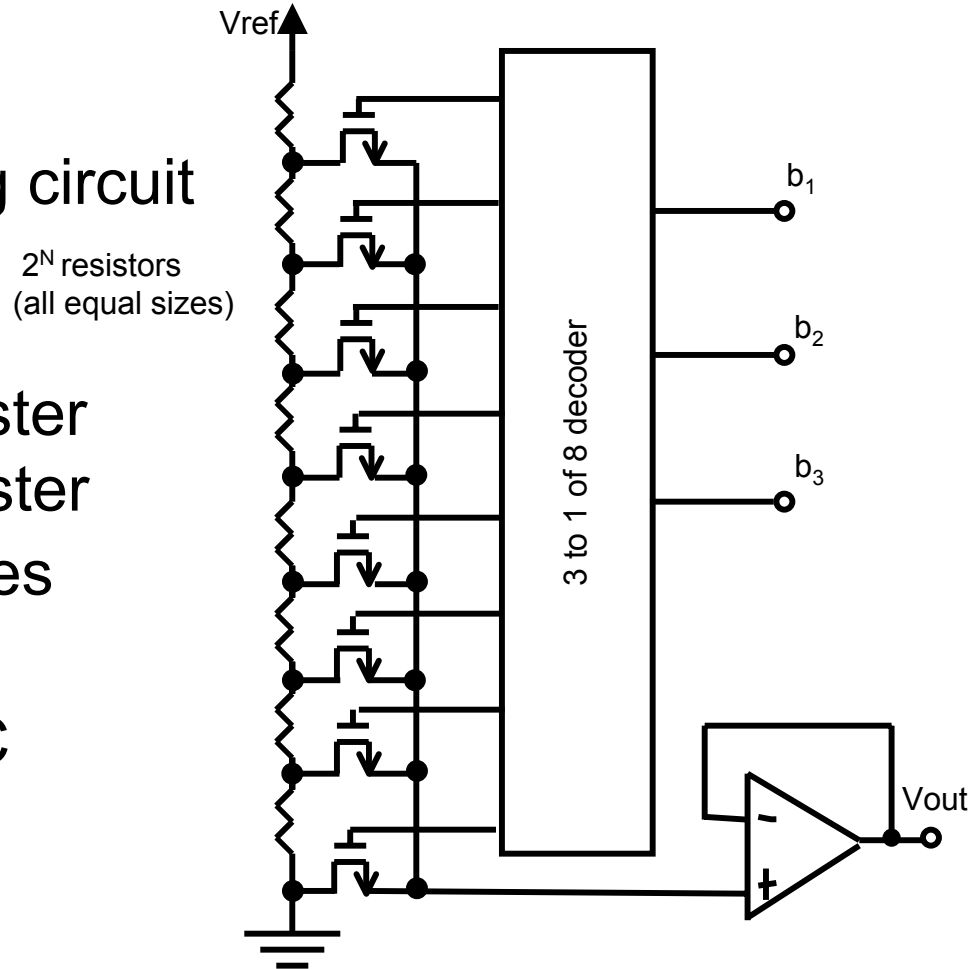 Vref
g circuit
2^N resistors
(all equal sizes)
ster
ster
es
c
3 to 1 of 8 decoder
b₁
b₂
b₃
-
+
Vout